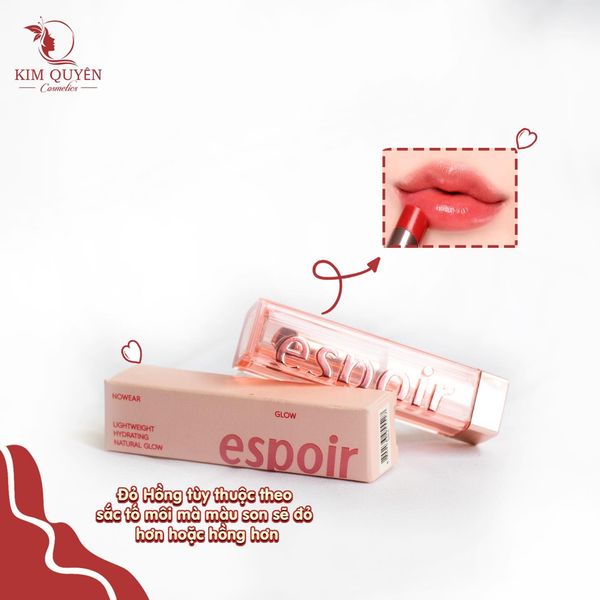 KIM QUYÊN
Cosmetics
espoir
NOWEAR
GLOW
LIGHTWEIGHT
HYDRATING
NATURAL GLOW
espoir
Đỏ Hồng tùy thuộc theo
sắc tố môi mà màu son sẽ đỏ
hơn hoặc hồng hơn